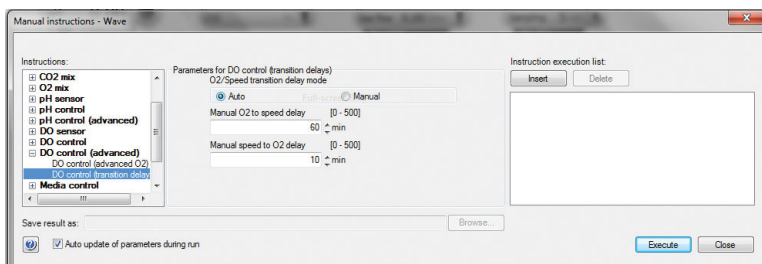 Manual instructions - Wave
Instructions:
CO2 mix
O2 mix
pH sensor
pH control
pH control (advanced)
DO sensor
DO control
DO control (advanced)
DO control (advanced O2)
DO control (transition delay
Media control
Parameters for DO control (transition delays)
O2/Speed transition delay mode
Auto
Manual
Manual O2 to speed delay [0 - 500]
60 min
Manual speed to O2 delay [0 - 500]
10 min
Instruction execution list:
Insert Delete
Save result as: Browse...
Auto update of parameters during run
Execute Close